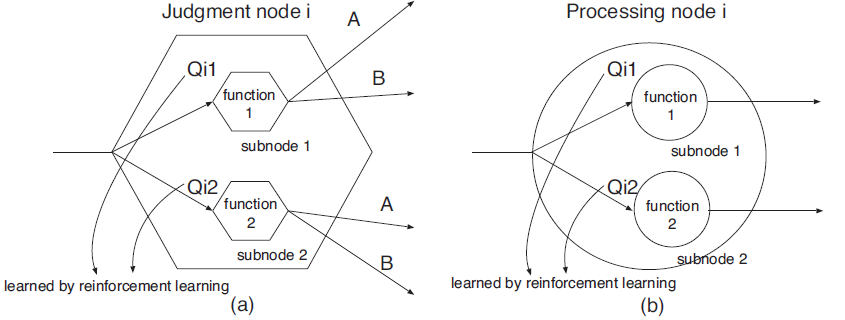 Judgment node i
A
Qi1
B
function
1
subnode 1
Qi2
function
2
A
subnode 2
B
learned by reinforcement learning
(a)
Processing node i
Qi1
function
1
subnode 1
Qi2
function
2
subnode 2
learned by reinforcement learning
(b)